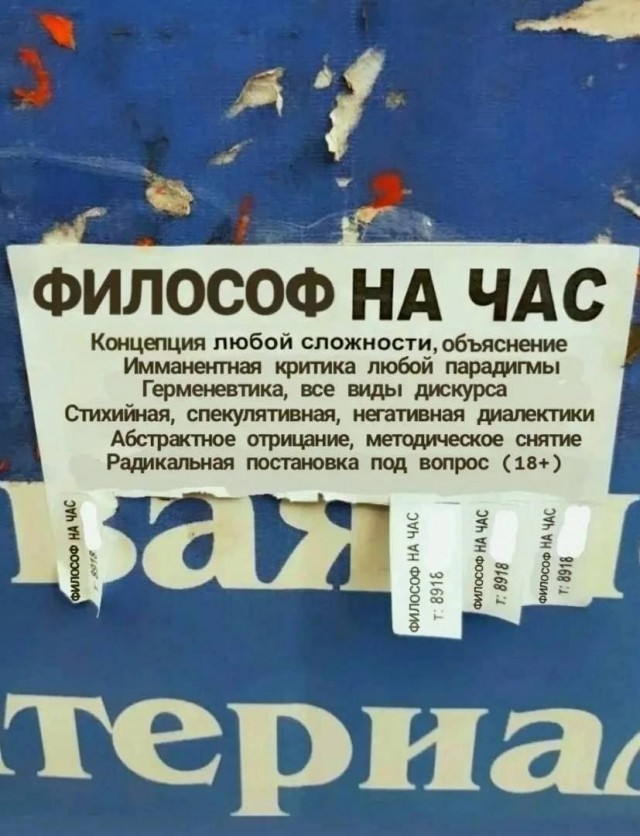 ФИЛОСОФ НА ЧАС
Концепция любой сложности, объяснение
Имманентная критика любой парадигмы
Герменевтика, все виды дискурса
Стихийная, спекулятивная, негативная диалектики
Абстрактное отрицание, методическое снятие
Радикальная постановка под вопрос (18+)
ФИЛОСОФ НА ЧАС
т: 8918
ФИЛОСОФ НА ЧАС
т: 8918
ФИЛОСОФ НА ЧАС
т: 8918
ФИЛОСОФ НА ЧАС
т: 8918
териа